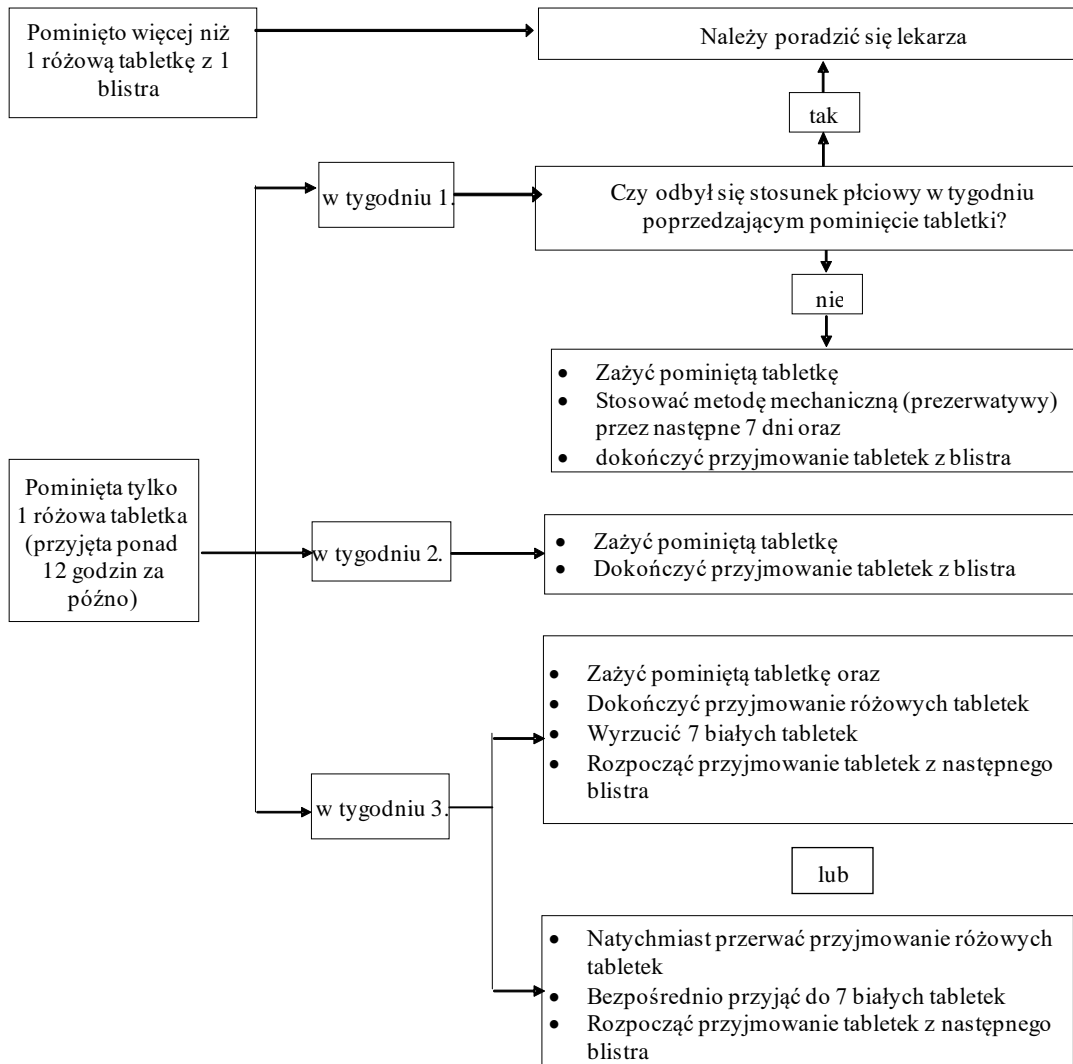 Pominięto więcej niż
1 różową tabletkę z 1
blistra
Należy poradzić się lekarza
tak
w tygodniu 1.
Czy odbył się stosunek płciowy w tygodniu
poprzedzającym pominięcie tabletki?
nie
• Zażyć pominiętą tabletkę
• Stosować metodę mechaniczną (prezerwatywy)
przez następne 7 dni oraz
• dokończyć przyjmowanie tabletek z blistra
Pominięta tylko
1 różowa tabletka
(przyjęta ponad
12 godzin za
późno)
w tygodniu 2.
• Zażyć pominiętą tabletkę
• Dokończyć przyjmowanie tabletek z blistra
w tygodniu 3.
• Zażyć pominiętą tabletkę oraz
• Dokończyć przyjmowanie różowych tabletek
• Wyrzucić 7 białych tabletek
• Rozpocząć przyjmowanie tabletek z następnego
blistra
lub
• Natychmiast przerwać przyjmowanie różowych
tabletek
• Bezpośrednio przyjąć do 7 białych tabletek
• Rozpocząć przyjmowanie tabletek z następnego
blistra